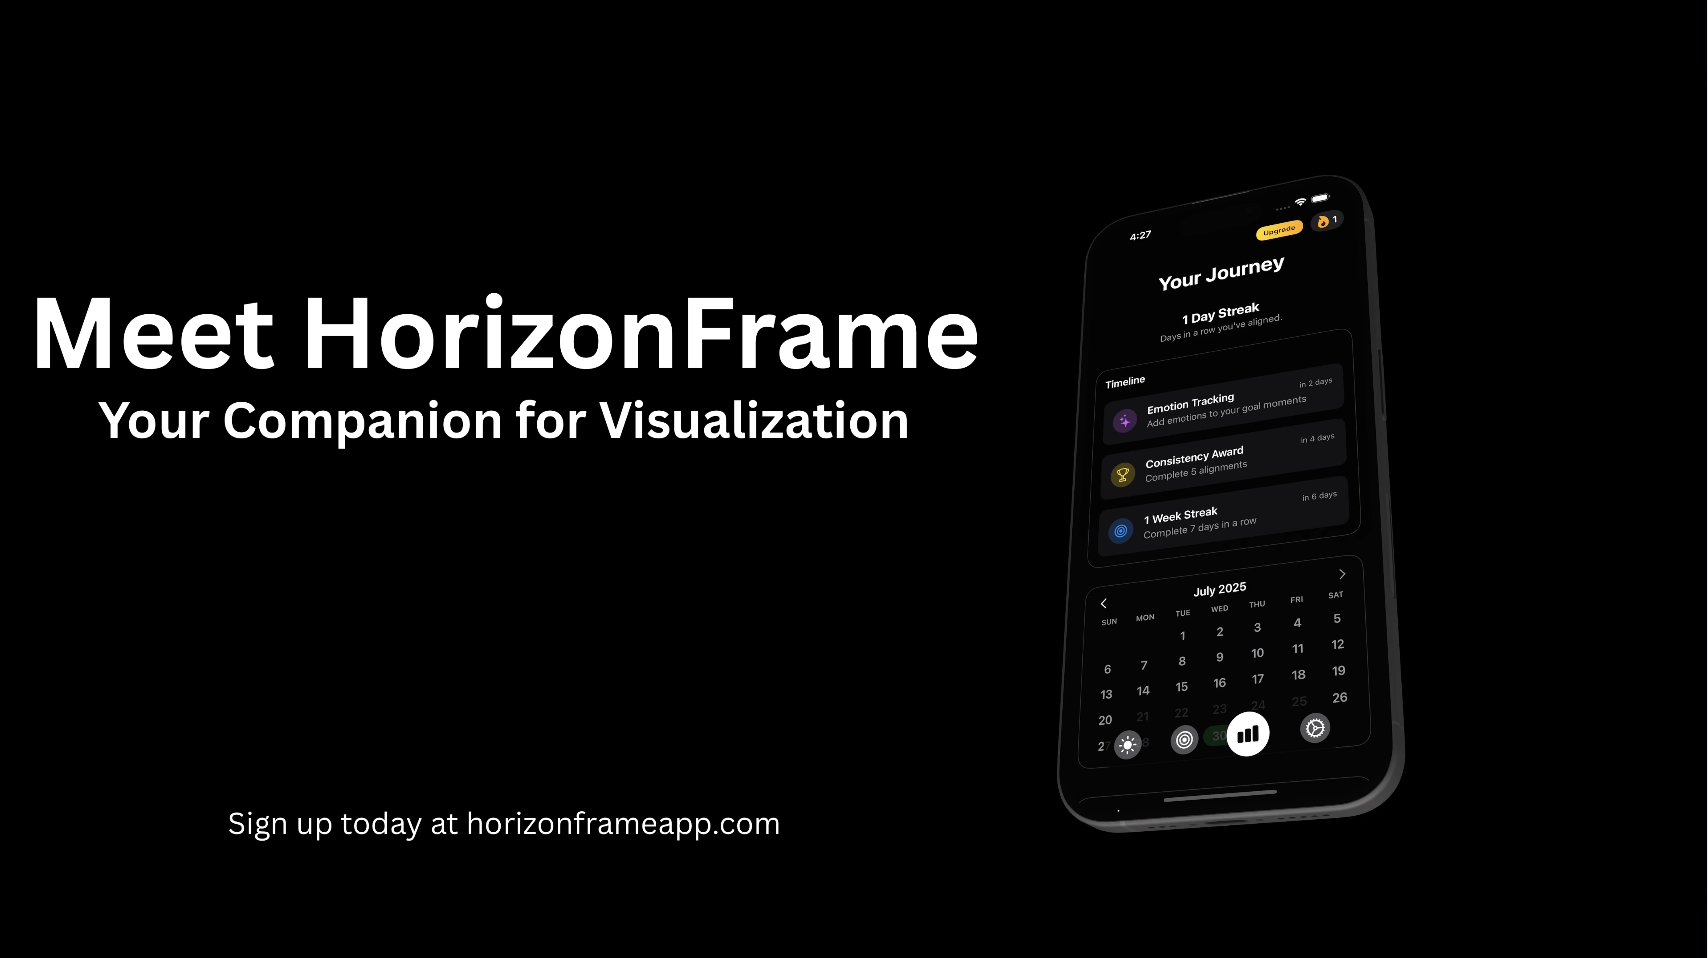 Meet HorizonFrame
Your Companion for Visualization
Sign up today at horizonframeapp.com
4:27
Upgrade
1
Your Journey
1 Day Streak
Days in a row you've aligned.
Timeline
Emotion Tracking
in 2 days
Add emotions to your goal moments
Consistency Award
in 4 days
Complete 5 alignments
1 Week Streak
in 6 days
Complete 7 days in a row
July 2025
SUN MON TUE WED THU FRI SAT
1 2 3 4 5
6 7 8 9 10 11 12
13 14 15 16 17 18 19
20 21 22 23 24 25 26
30